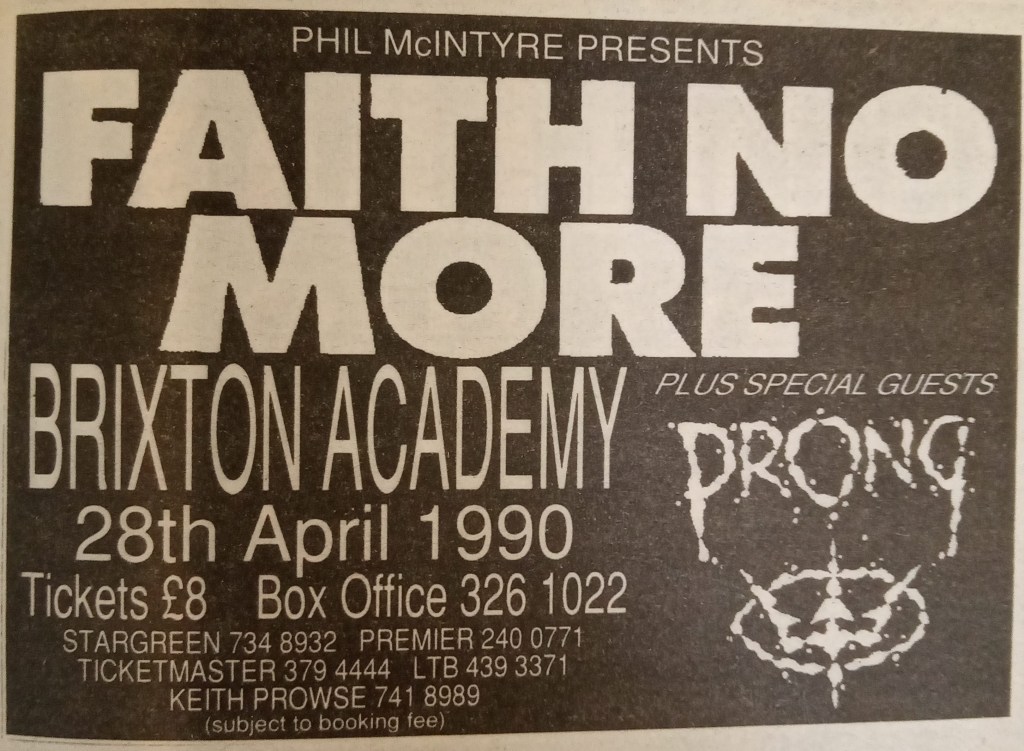 PHIL McINTYRE PRESENTS
FAITH NO
MORE
BRIXTON ACADEMY
28th April 1990
Tickets £8 Box Office 326 1022
STARGREEN 734 8932 PREMIER 240 0771
TICKETMASTER 379 4444 LTB 439 3371
KEITH PROWSE 741 8989
(subject to booking fee)
PLUS SPECIAL GUESTS
PRONG